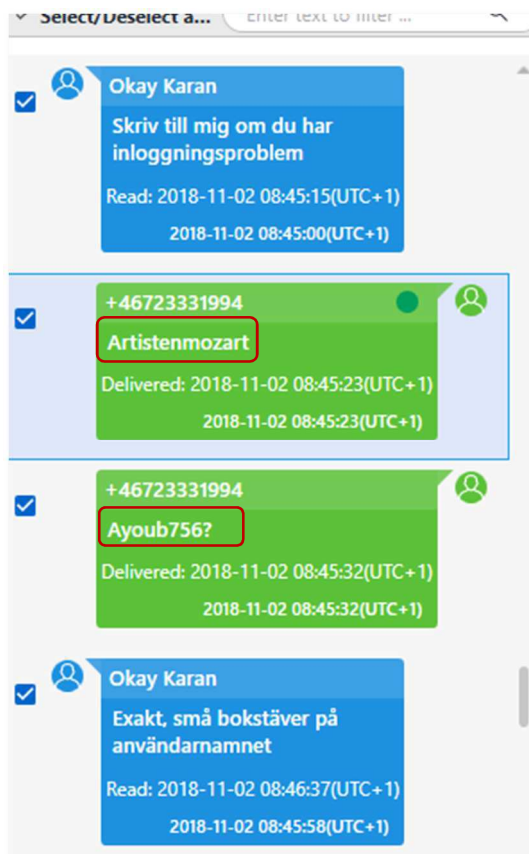 Select/Deselect a...
Enter text to filter ...
Okay Karan
Skriv till mig om du har
inloggningsproblem
Read: 2018-11-02 08:45:15(UTC+1)
2018-11-02 08:45:00(UTC+1)
+46723331994
Artistenmozart
Delivered: 2018-11-02 08:45:23(UTC+1)
2018-11-02 08:45:23(UTC+1)
+46723331994
Ayoub756?
Delivered: 2018-11-02 08:45:32(UTC+1)
2018-11-02 08:45:32(UTC+1)
Okay Karan
Exakt, små bokstäver på
användarnamnet
Read: 2018-11-02 08:46:37(UTC+1)
2018-11-02 08:45:58(UTC+1)